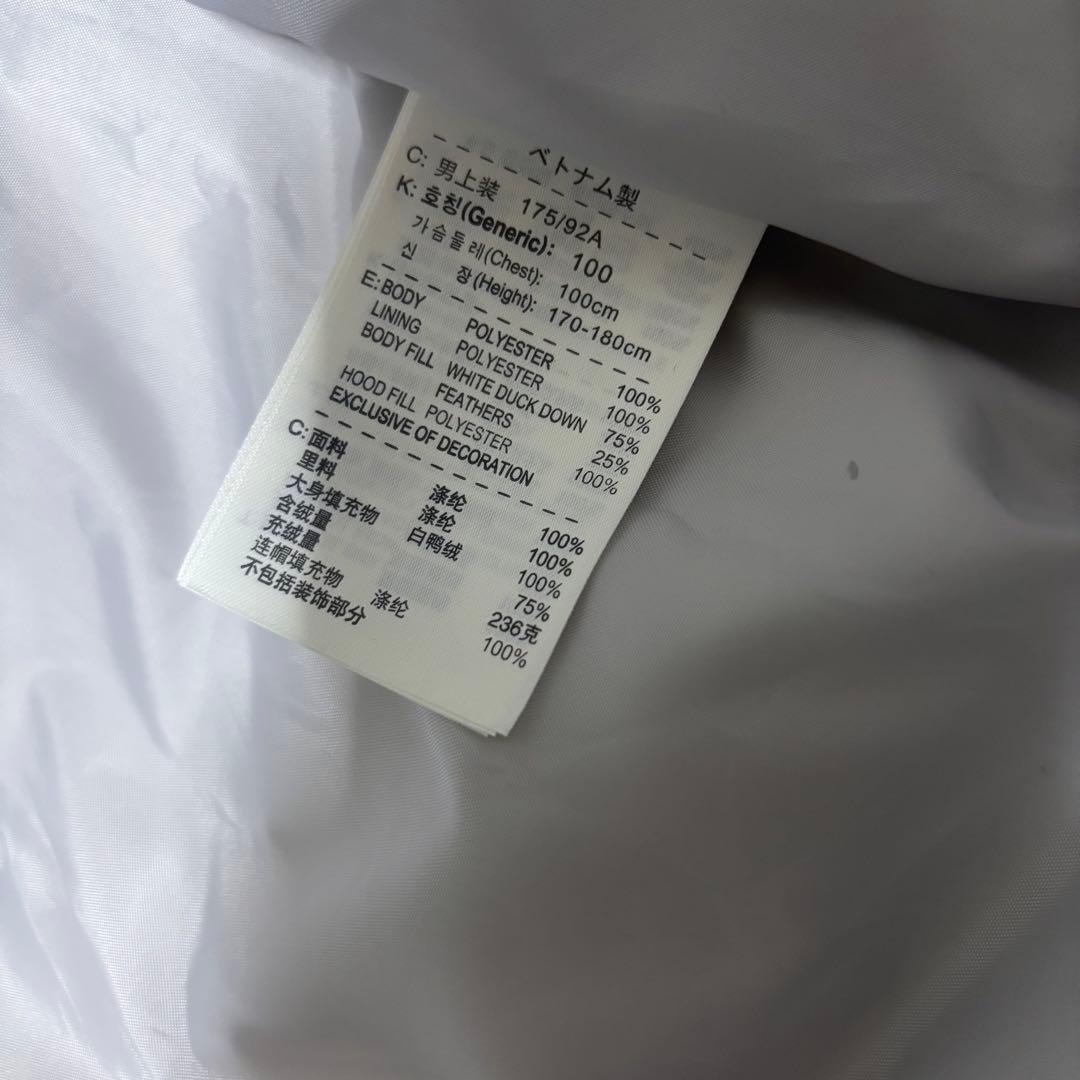 ベトナム製
C: 男上装 175/92A
K: 호칭(Generic): 100
가슴둘레(Chest): 100cm
신 장(Height): 170-180cm
E: BODY POLYESTER 100%
LINING POLYESTER 100%
BODY FILL WHITE DUCK DOWN 75%
FEATHERS 25%
HOOD FILL POLYESTER 100%
EXCLUSIVE OF DECORATION
C: 面料 涤纶 100%
里料 涤纶 100%
大身填充物 白鸭绒 100%
含绒量 75%
充绒量 236克
连帽填充物 涤纶 100%
不包括装饰部分